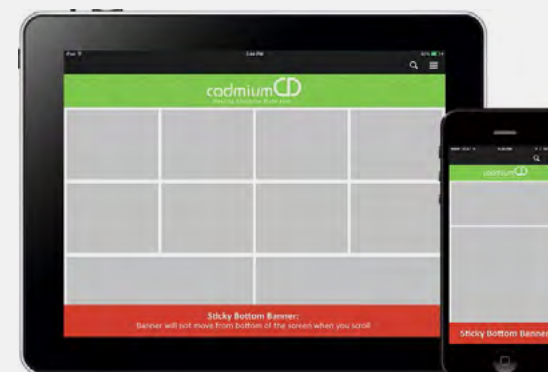 cadmiumCD
Sticky Bottom Banner:
Banner will not move from bottom of the screen when you scroll
cadmiumCD
Sticky Bottom Banner